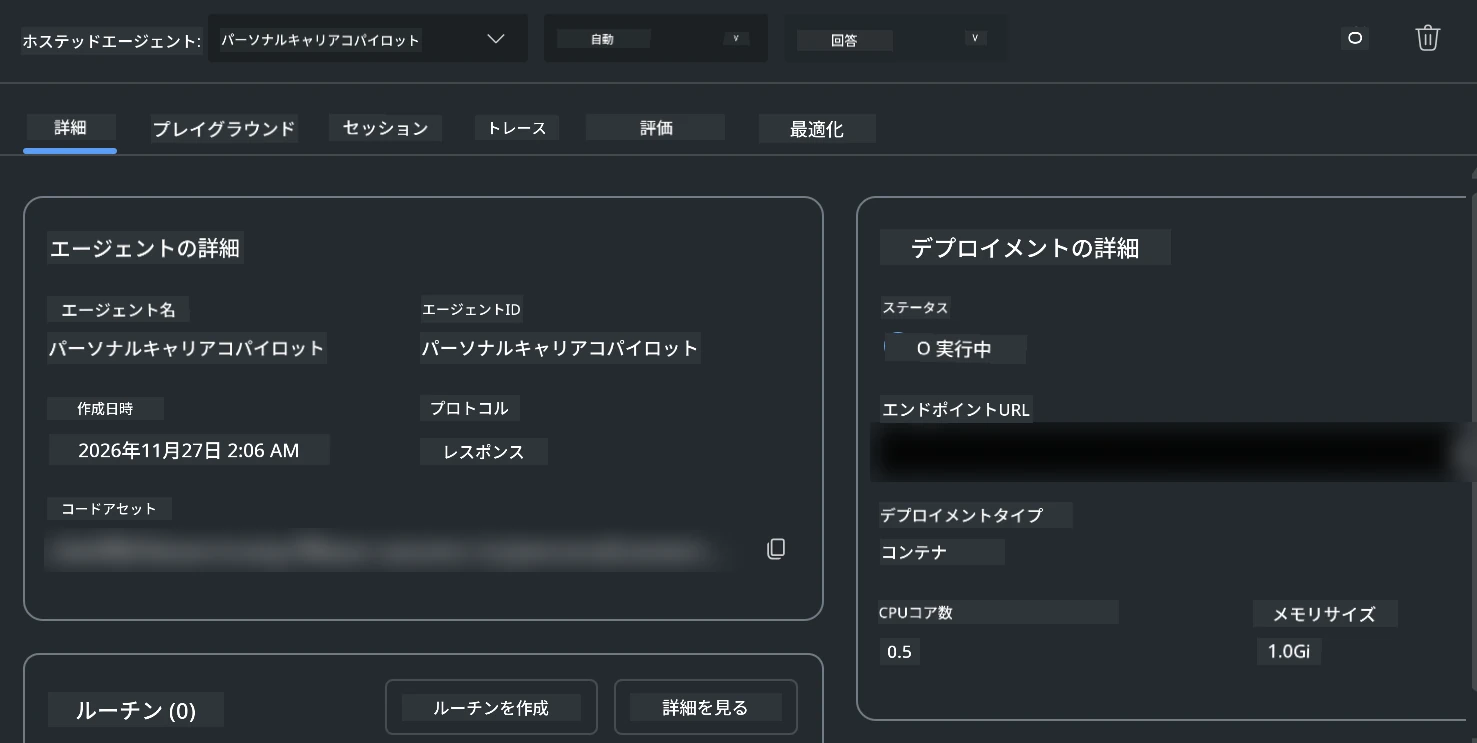 ホステッドエージェント: パーソナルキャリアコパイロット 自動 v 回答 v
詳細 プレイグラウンド セッション トレース 評価 最適化
エージェントの詳細
エージェント名 エージェントID
パーソナルキャリアコパイロット パーソナルキャリアコパイロット
作成日時 プロトコル
2026年11月27日 2:06 AM レスポンス
コードアセット
ルーチン (0) ルーチンを作成 詳細を見る
デプロイメントの詳細
ステータス
O 実行中
エンドポイントURL
デプロイメントタイプ
コンテナ
CPUコア数 メモリサイズ
0.5 1.0Gi